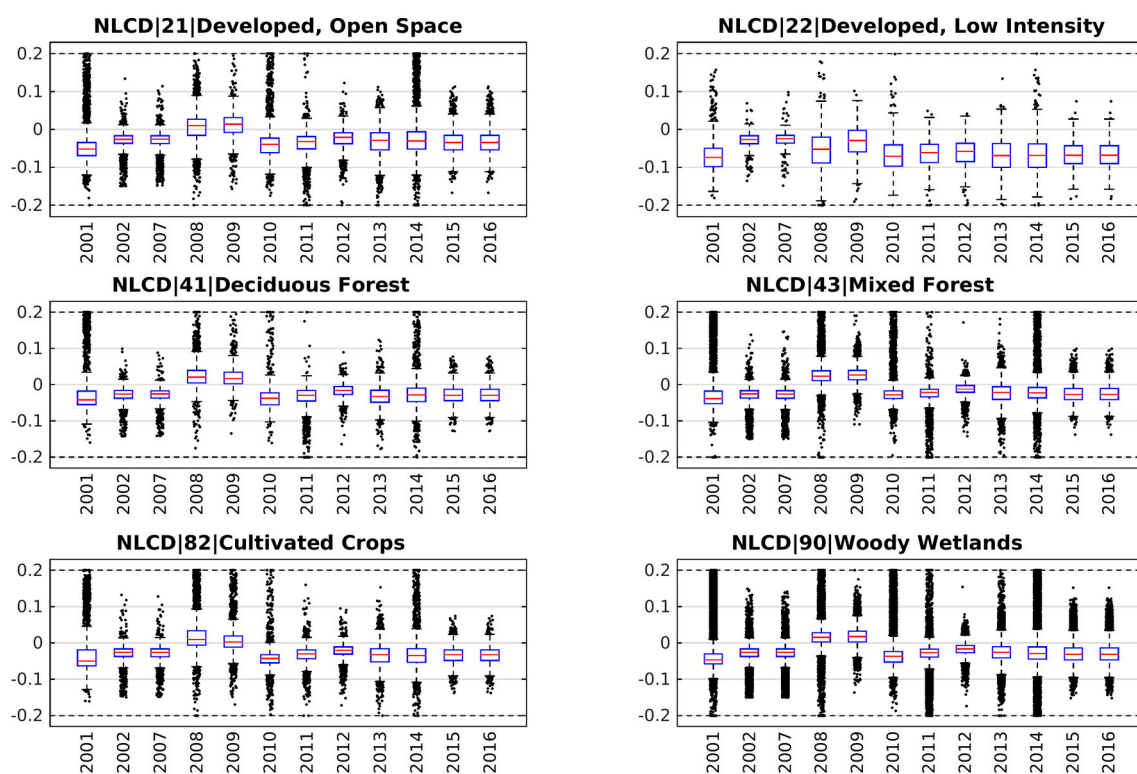 NLCD|21|Developed, Open Space
0.2
0.1
0
-0.1
-0.2
2001 2002 2007 2008 2009 2010 2011 2012 2013 2014 2015 2016
NLCD|22|Developed, Low Intensity
0.2
0.1
0
-0.1
-0.2
2001 2002 2007 2008 2009 2010 2011 2012 2013 2014 2015 2016
NLCD|41|Deciduous Forest
0.2
0.1
0
-0.1
-0.2
2001 2002 2007 2008 2009 2010 2011 2012 2013 2014 2015 2016
NLCD|43|Mixed Forest
0.2
0.1
0
-0.1
-0.2
2001 2002 2007 2008 2009 2010 2011 2012 2013 2014 2015 2016
NLCD|82|Cultivated Crops
0.2
0.1
0
-0.1
-0.2
2001 2002 2007 2008 2009 2010 2011 2012 2013 2014 2015 2016
NLCD|90|Woody Wetlands
0.2
0.1
0
-0.1
-0.2
2001 2002 2007 2008 2009 2010 2011 2012 2013 2014 2015 2016